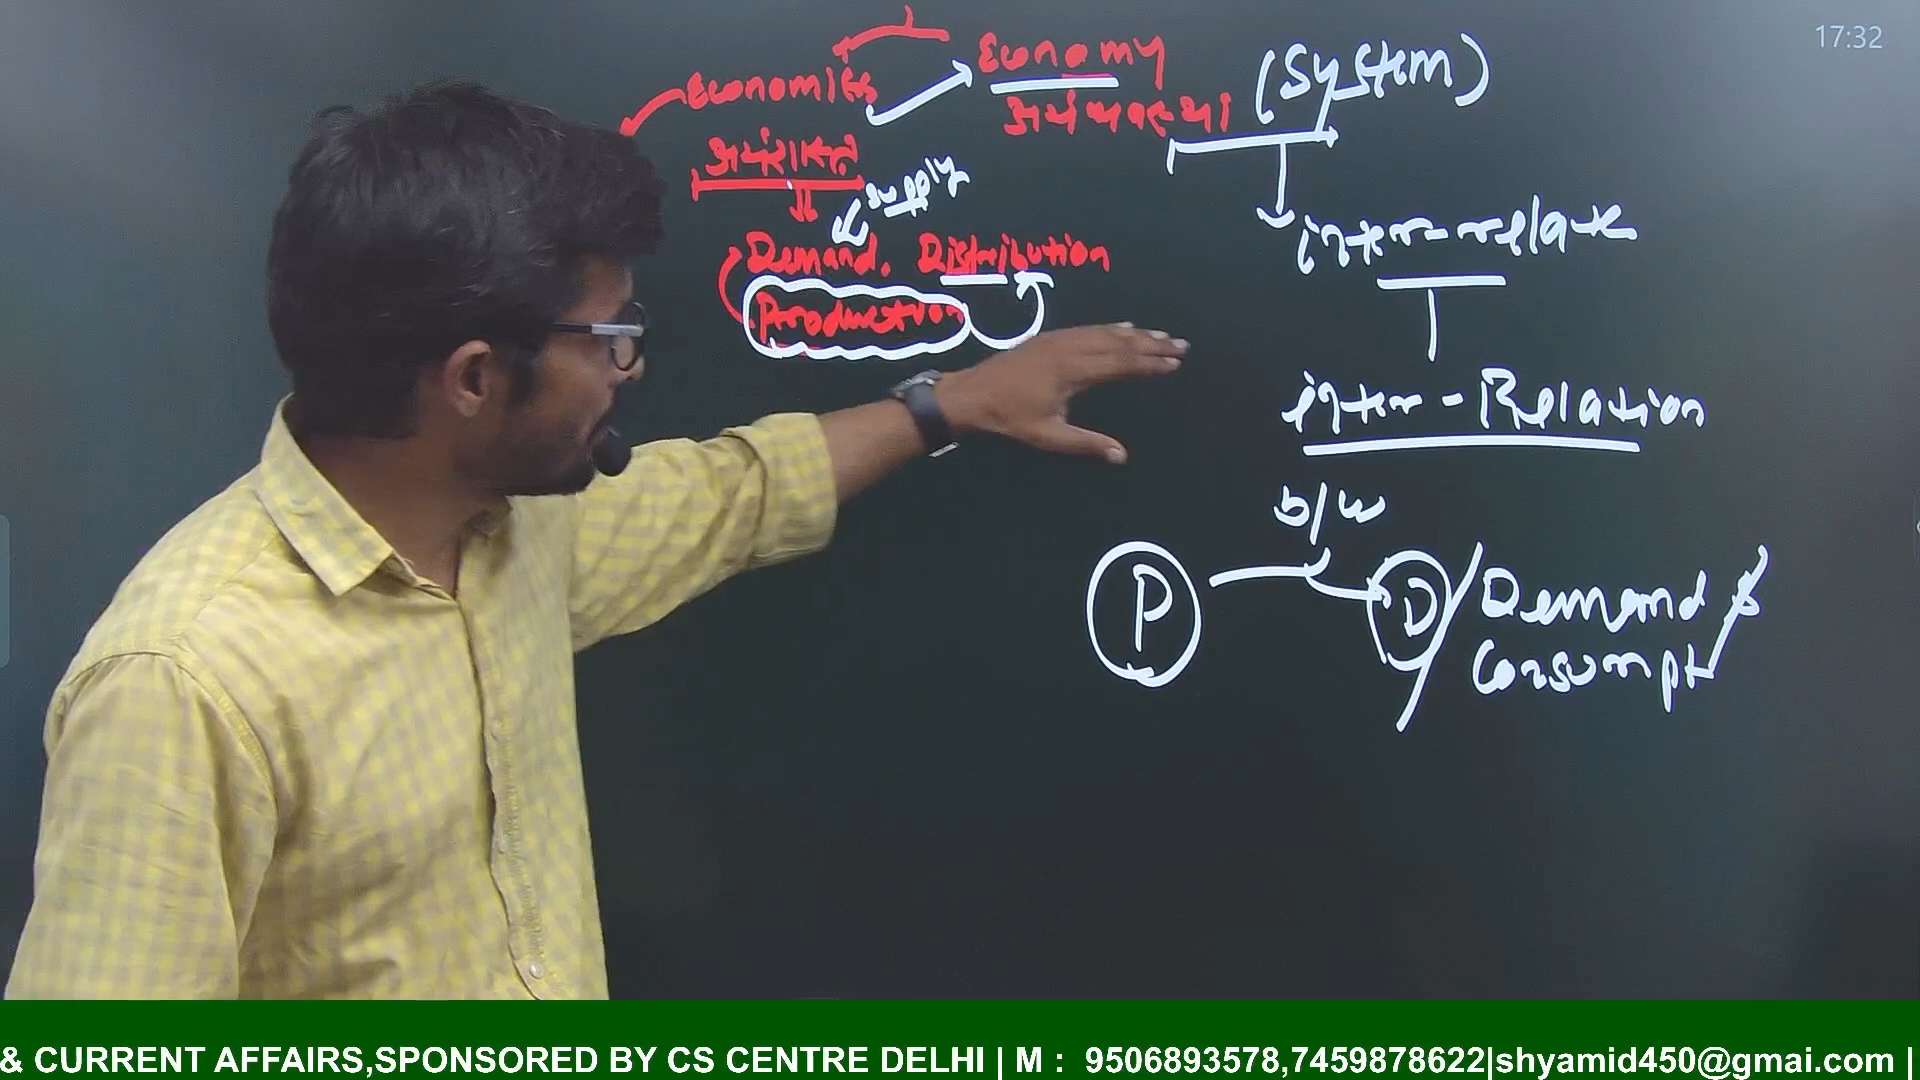 17:32
Economy
(System)
Economics
अर्थव्यवस्था
अर्थशास्त्र
Supply
inter-relate
Demand. Distribution
Production
inter-Relation
b/w
P
D/Demand
Consumpt
& CURRENT AFFAIRS,SPONSORED BY CS CENTRE DELHI | M : 9506893578,7459878622|shyamid450@gmai.com |